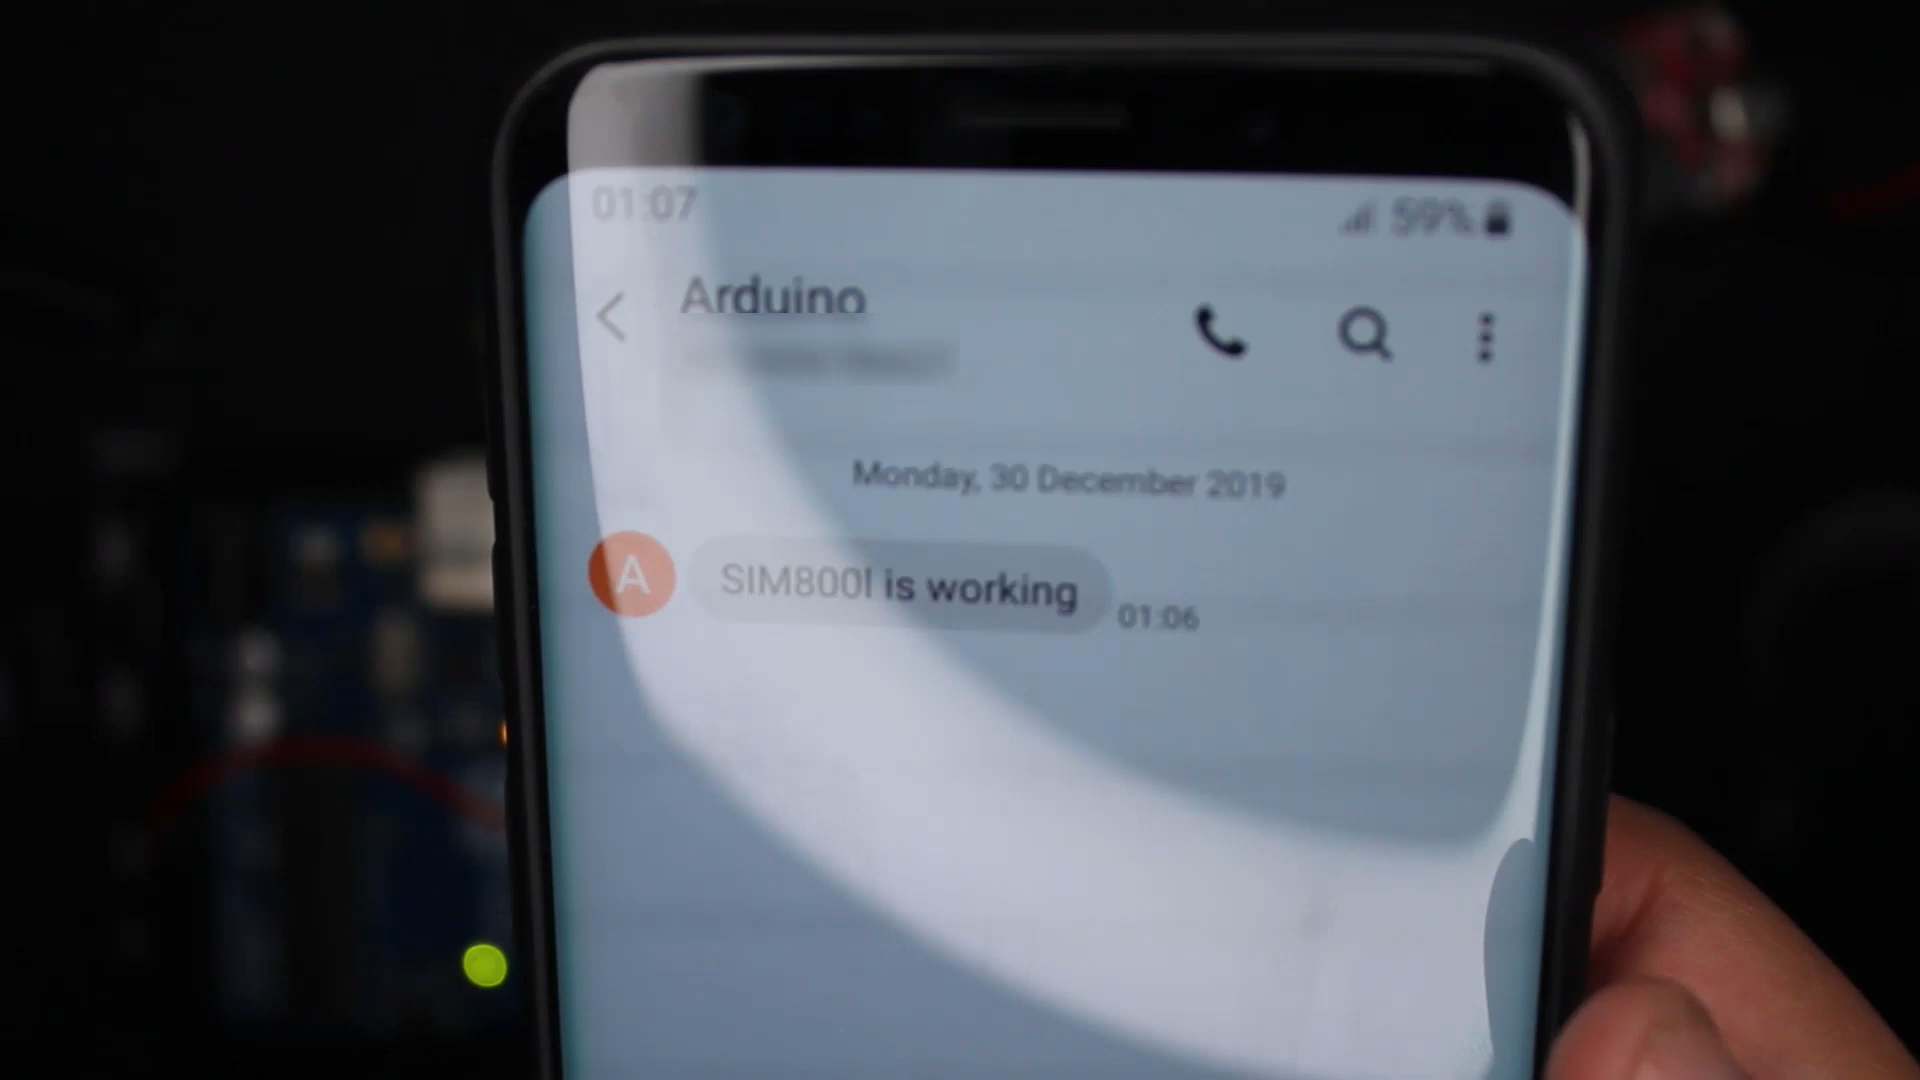 01:07
59%
Arduino
Monday, 30 December 2019
A
SIM800l is working
01:06